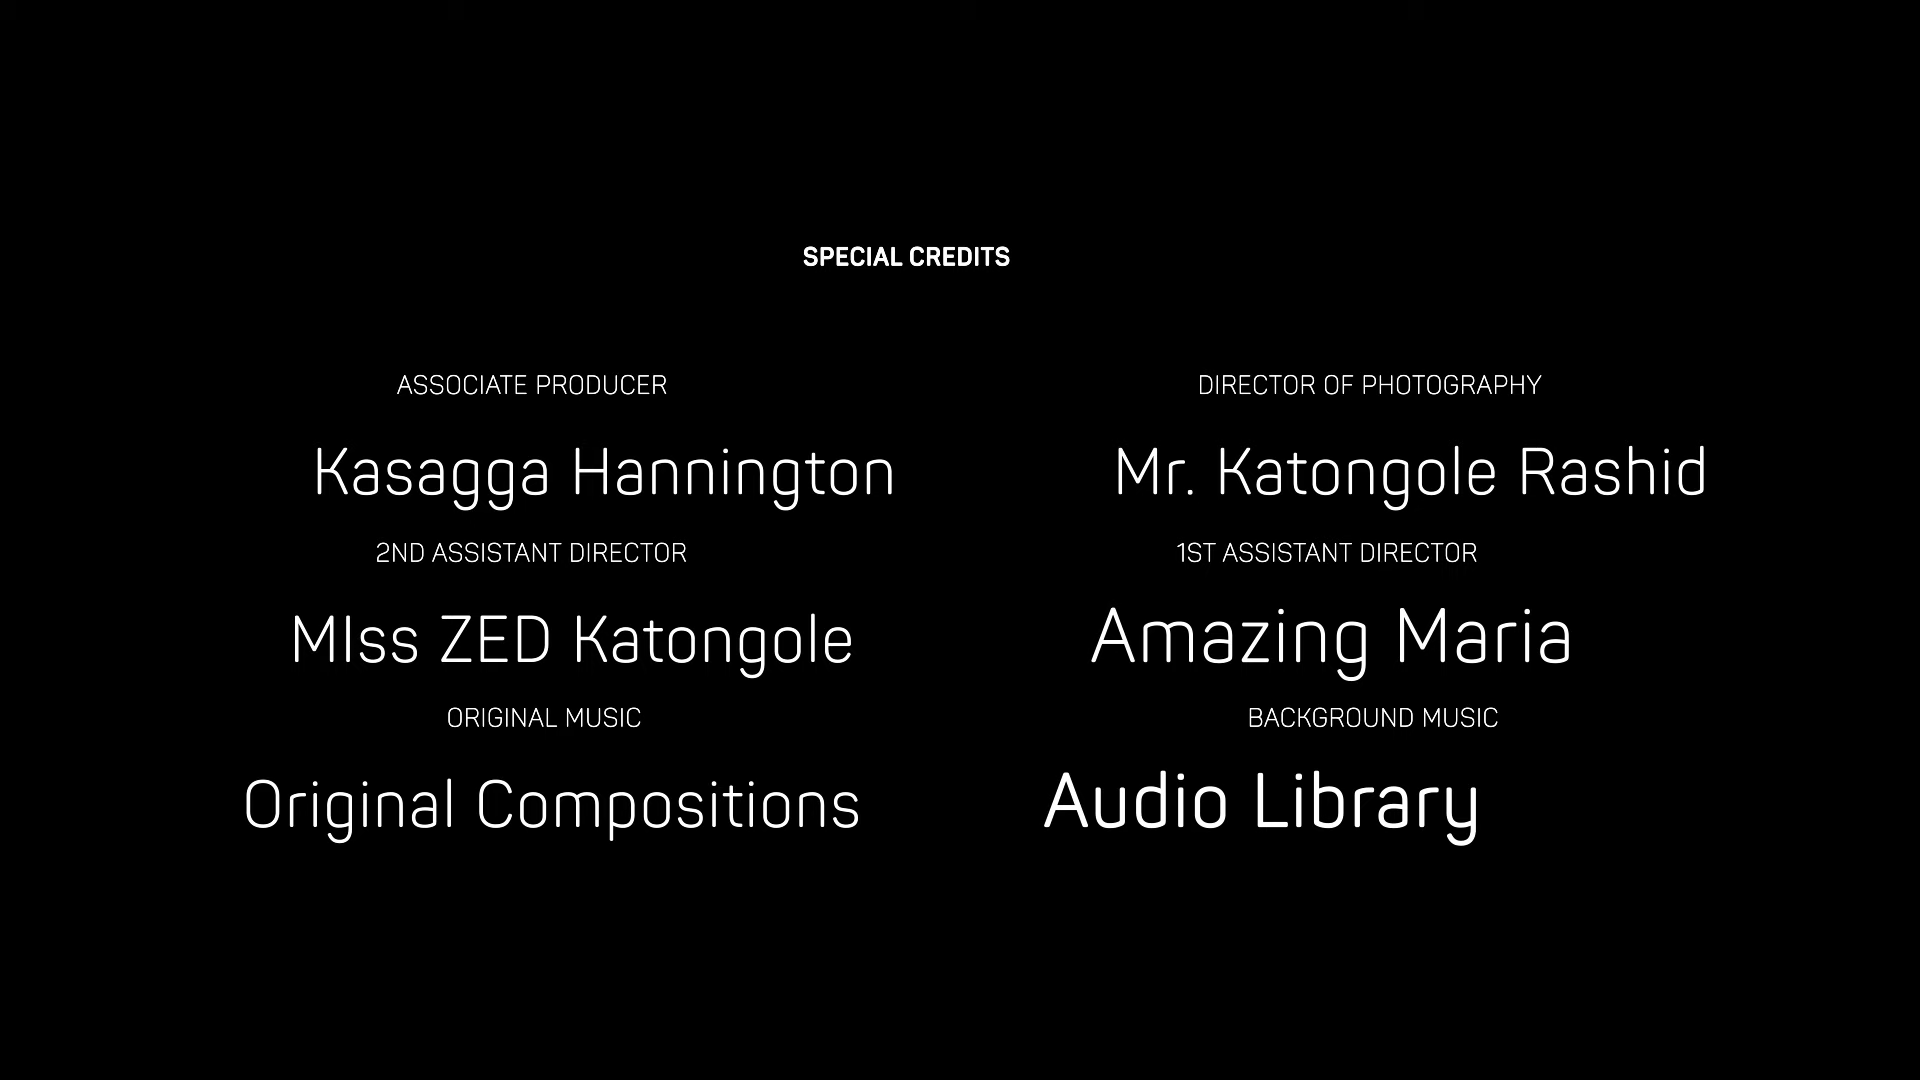 SPECIAL CREDITS
ASSOCIATE PRODUCER
Kasagga Hannington
2ND ASSISTANT DIRECTOR
MIss ZED Katongole
ORIGINAL MUSIC
Original Compositions
DIRECTOR OF PHOTOGRAPHY
Mr. Katongole Rashid
1ST ASSISTANT DIRECTOR
Amazing Maria
BACKGROUND MUSIC
Audio Library